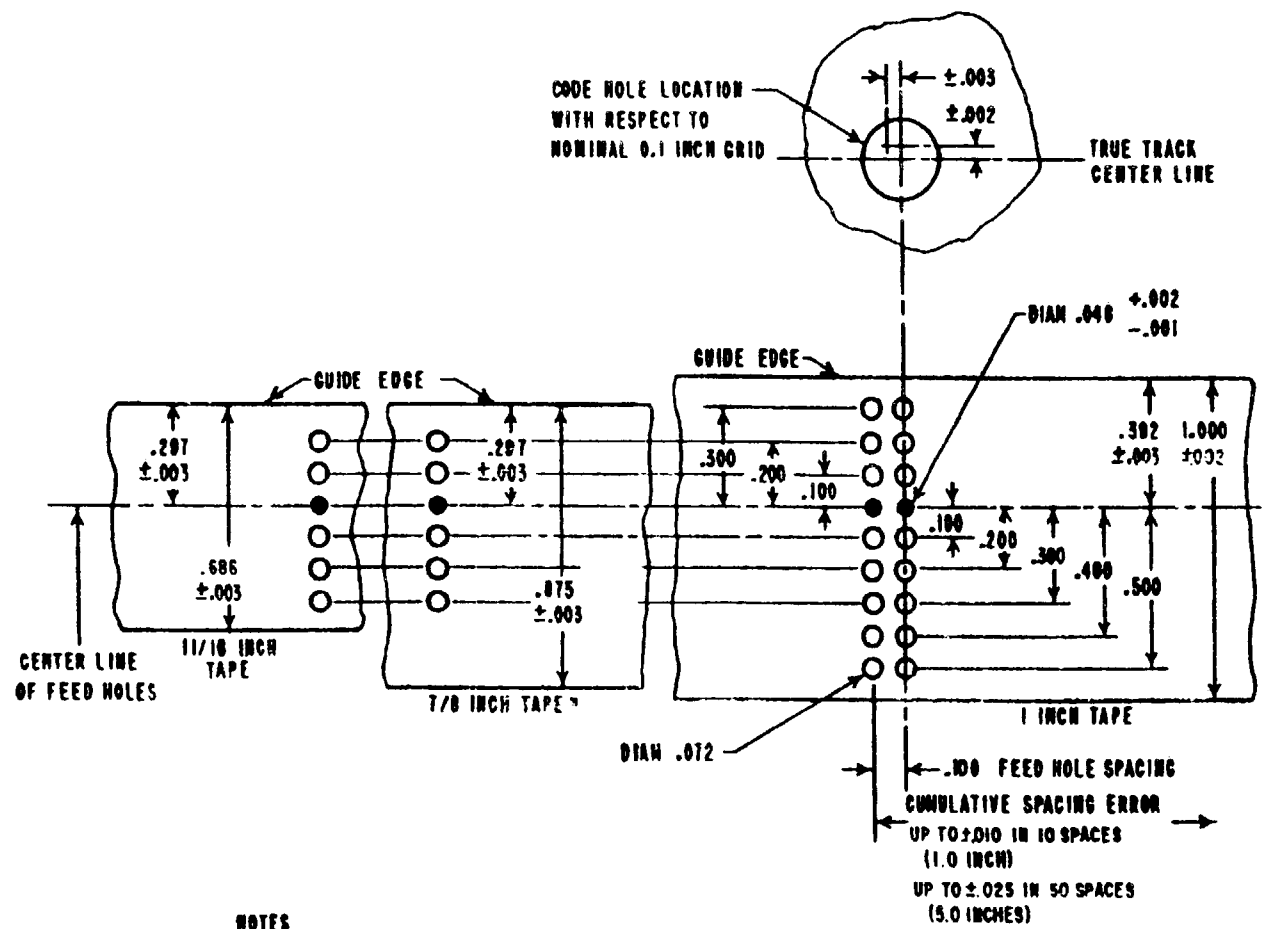 CODE HOLE LOCATION
WITH RESPECT TO
NOMINAL 0.1 INCH GRID
±.003
±.002
TRUE TRACK
CENTER LINE
DIAM .046 +.002
-.001
GUIDE EDGE
GUIDE EDGE
.297
±.003
.297
±.003
.300
.200
.100
.392
±.003
1.000
±.002
.100
.200
.300
.400
.500
.686
±.003
.875
±.003
CENTER LINE
OF FEED HOLES
11/16 INCH
TAPE
7/8 INCH TAPE
1 INCH TAPE
DIAM .072
.100 FEED HOLE SPACING
CUMULATIVE SPACING ERROR
UP TO ±.010 IN 10 SPACES
(1.0 INCH)
UP TO ±.025 IN 50 SPACES
(5.0 INCHES)
NOTES